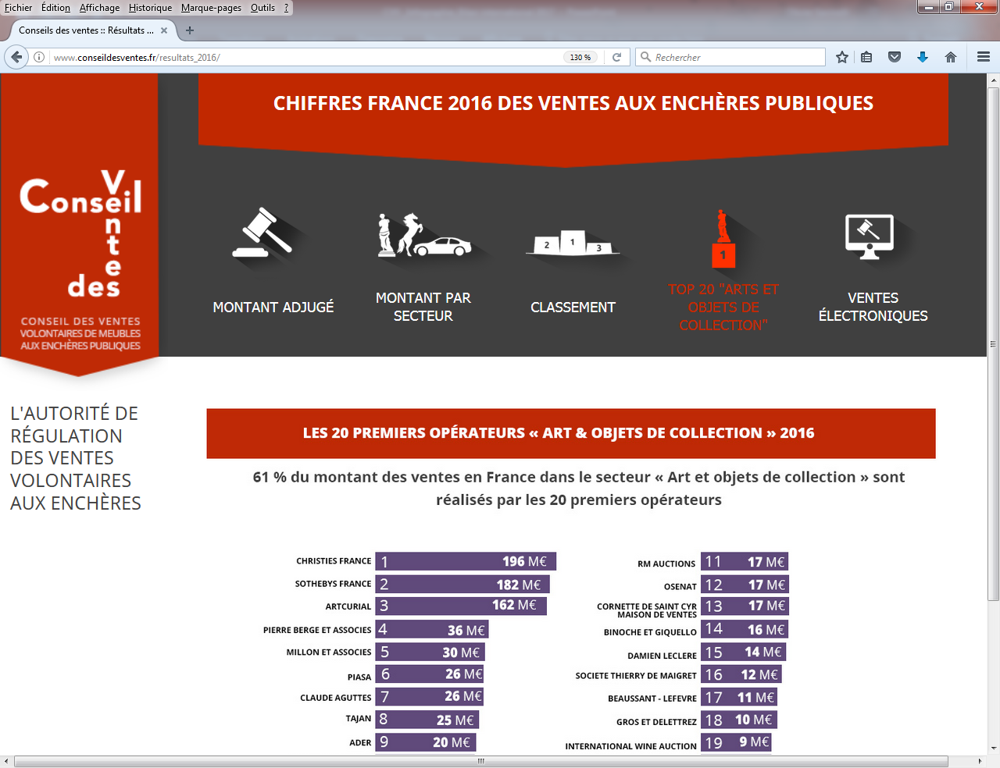 Fichier Édition Affichage Historique Marque-pages Outils ?
Conseils des ventes :: Résultats ...
www.conseildesventes.fr/resultats_2016/
130 %
Rechercher
CHIFFRES FRANCE 2016 DES VENTES AUX ENCHÈRES PUBLIQUES
Conseil
Ventes
des
CONSEIL DES VENTES
VOLONTAIRES DE MEUBLES
AUX ENCHÈRES PUBLIQUES
2 1 3
1
MONTANT ADJUGÉ
MONTANT PAR
SECTEUR
CLASSEMENT
TOP 20 "ARTS ET
OBJETS DE
COLLECTION"
VENTES
ÉLECTRONIQUES
L'AUTORITÉ DE
RÉGULATION
DES VENTES
VOLONTAIRES
AUX ENCHÈRES
LES 20 PREMIERS OPÉRATEURS « ART & OBJETS DE COLLECTION » 2016
61 % du montant des ventes en France dans le secteur « Art et objets de collection » sont
réalisés par les 20 premiers opérateurs
CHRISTIES FRANCE 1 196 M€
SOTHEBYS FRANCE 2 182 M€
ARTCURIAL 3 162 M€
PIERRE BERGE ET ASSOCIES 4 36 M€
MILLON ET ASSOCIES 5 30 M€
PIASA 6 26 M€
CLAUDE AGUTTES 7 26 M€
TAJAN 8 25 M€
ADER 9 20 M€
RM AUCTIONS 11 17 M€
OSENAT 12 17 M€
CORNETTE DE SAINT CYR
MAISON DE VENTES 13 17 M€
BINOCHE ET GIQUELLO 14 16 M€
DAMIEN LECLERE 15 14 M€
SOCIETE THIERRY DE MAIGRET 16 12 M€
BEAUSSANT - LEFEVRE 17 11 M€
GROS ET DELETTREZ 18 10 M€
INTERNATIONAL WINE AUCTION 19 9 M€